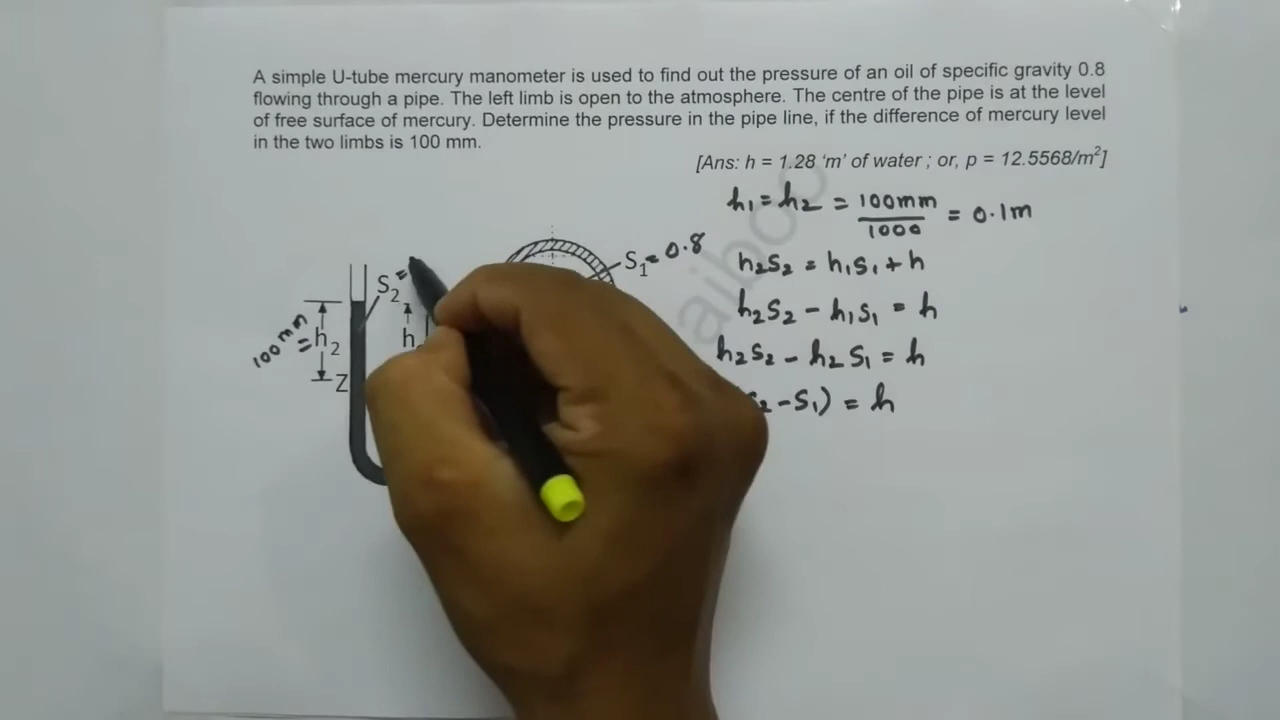 A simple U-tube mercury manometer is used to find out the pressure of an oil of specific gravity 0.8
flowing through a pipe. The left limb is open to the atmosphere. The centre of the pipe is at the level
of free surface of mercury. Determine the pressure in the pipe line, if the difference of mercury level
in the two limbs is 100 mm.
[Ans: h = 1.28 'm' of water ; or, p = 12.5568/m²]
h₁ = h₂ = 100mm / 1000 = 0.1m
S₁ = 0.8
h₂S₂ = h₁S₁ + h
S₂ =
h₂S₂ - h₁S₁ = h
100mm = h₂
h
h₂S₂ - h₂S₁ = h
Z
₂ - S₁) = h